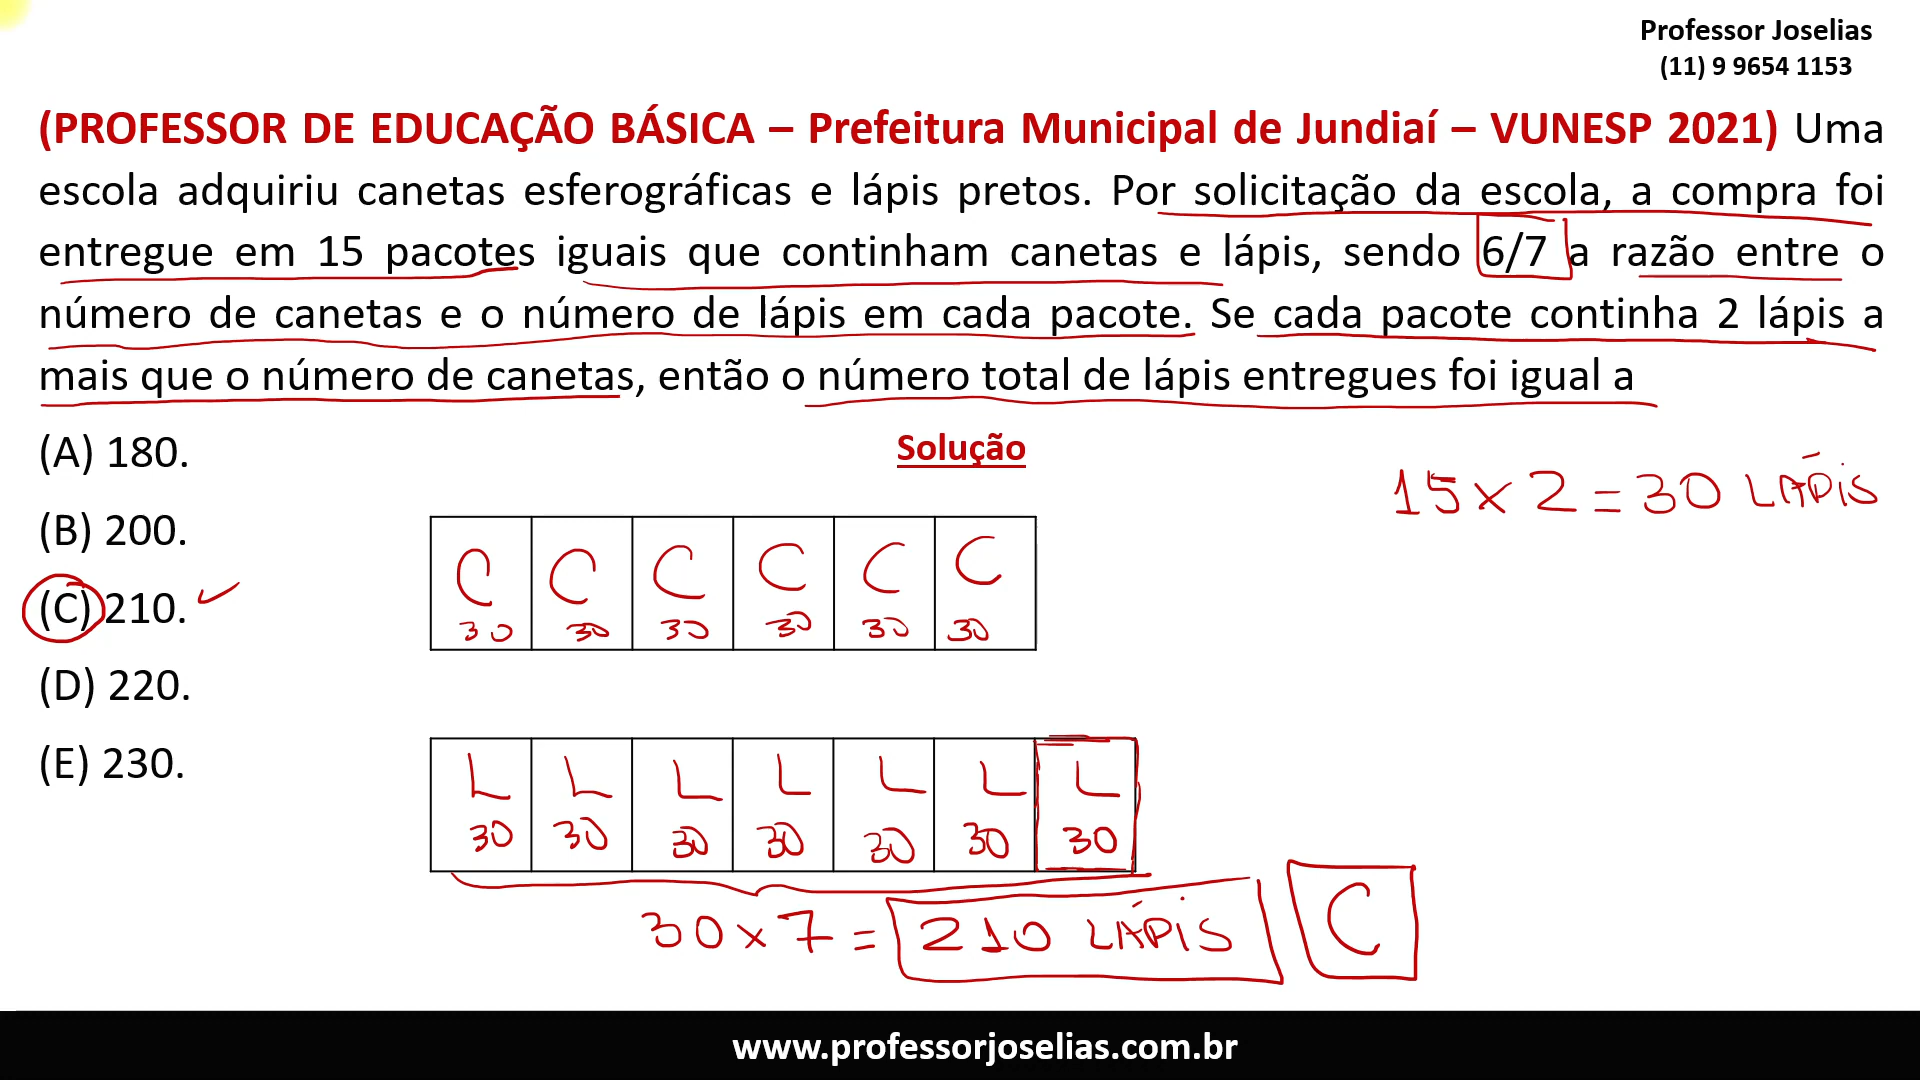 Professor Joselias
(11) 9 9654 1153
(PROFESSOR DE EDUCAÇÃO BÁSICA – Prefeitura Municipal de Jundiaí – VUNESP 2021) Uma
escola adquiriu canetas esferográficas e lápis pretos. Por solicitação da escola, a compra foi
entregue em 15 pacotes iguais que continham canetas e lápis, sendo 6/7 a razão entre o
número de canetas e o número de lápis em cada pacote. Se cada pacote continha 2 lápis a
mais que o número de canetas, então o número total de lápis entregues foi igual a
(A) 180.
Solução
15 x 2 = 30 LÁPIS
(B) 200.
C C C C C C
(C) 210.
30 30 30 30 30 30
(D) 220.
(E) 230.
L L L L L L L
30 30 30 30 30 30 30
30 x 7 = 210 LÁPIS C
www.professorjoselias.com.br